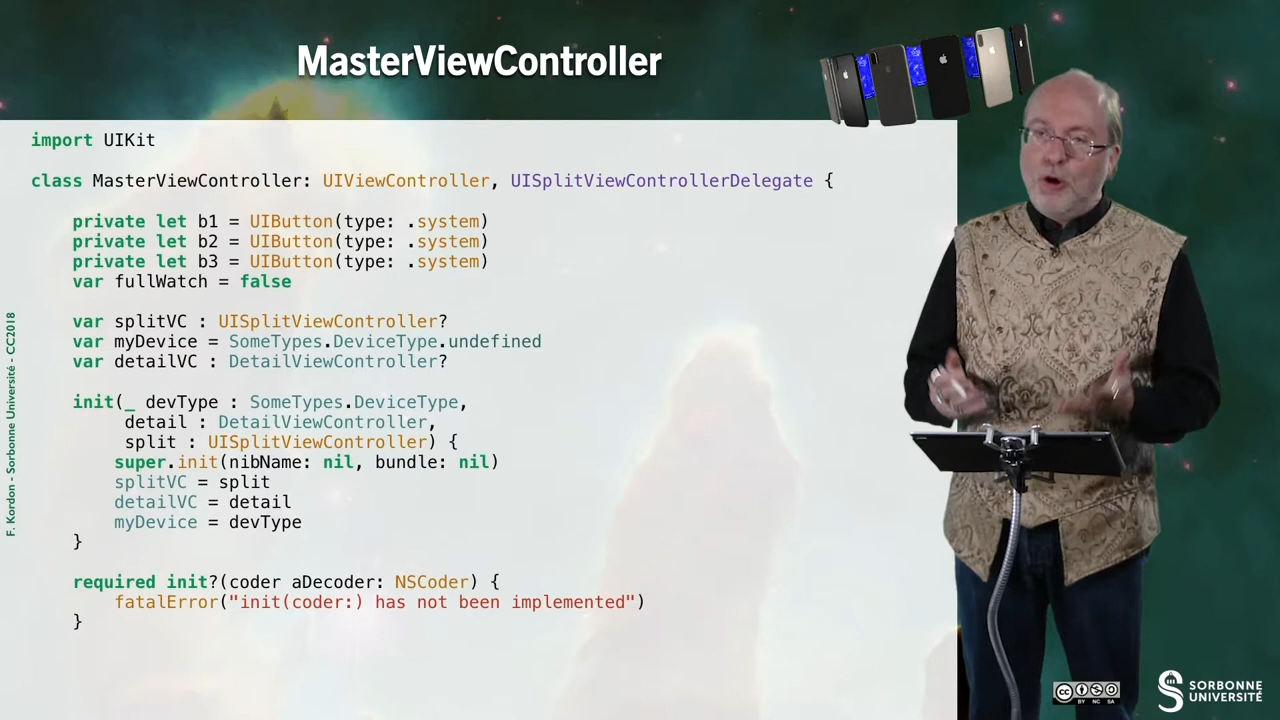 MasterViewController
import UIKit
class MasterViewController: UIViewController, UISplitViewControllerDelegate {
private let b1 = UIButton(type: .system)
private let b2 = UIButton(type: .system)
private let b3 = UIButton(type: .system)
var fullWatch = false
var splitVC : UISplitViewController?
var myDevice = SomeTypes.DeviceType.undefined
var detailVC : DetailViewController?
init(_ devType : SomeTypes.DeviceType,
detail : DetailViewController,
split : UISplitViewController) {
super.init(nibName: nil, bundle: nil)
splitVC = split
detailVC = detail
myDevice = devType
}
required init?(coder aDecoder: NSCoder) {
fatalError("init(coder:) has not been implemented")
}
F. Kordon - Sorbonne Université - CC2018
cc
BY NC SA
SORBONNE
UNIVERSITÉ